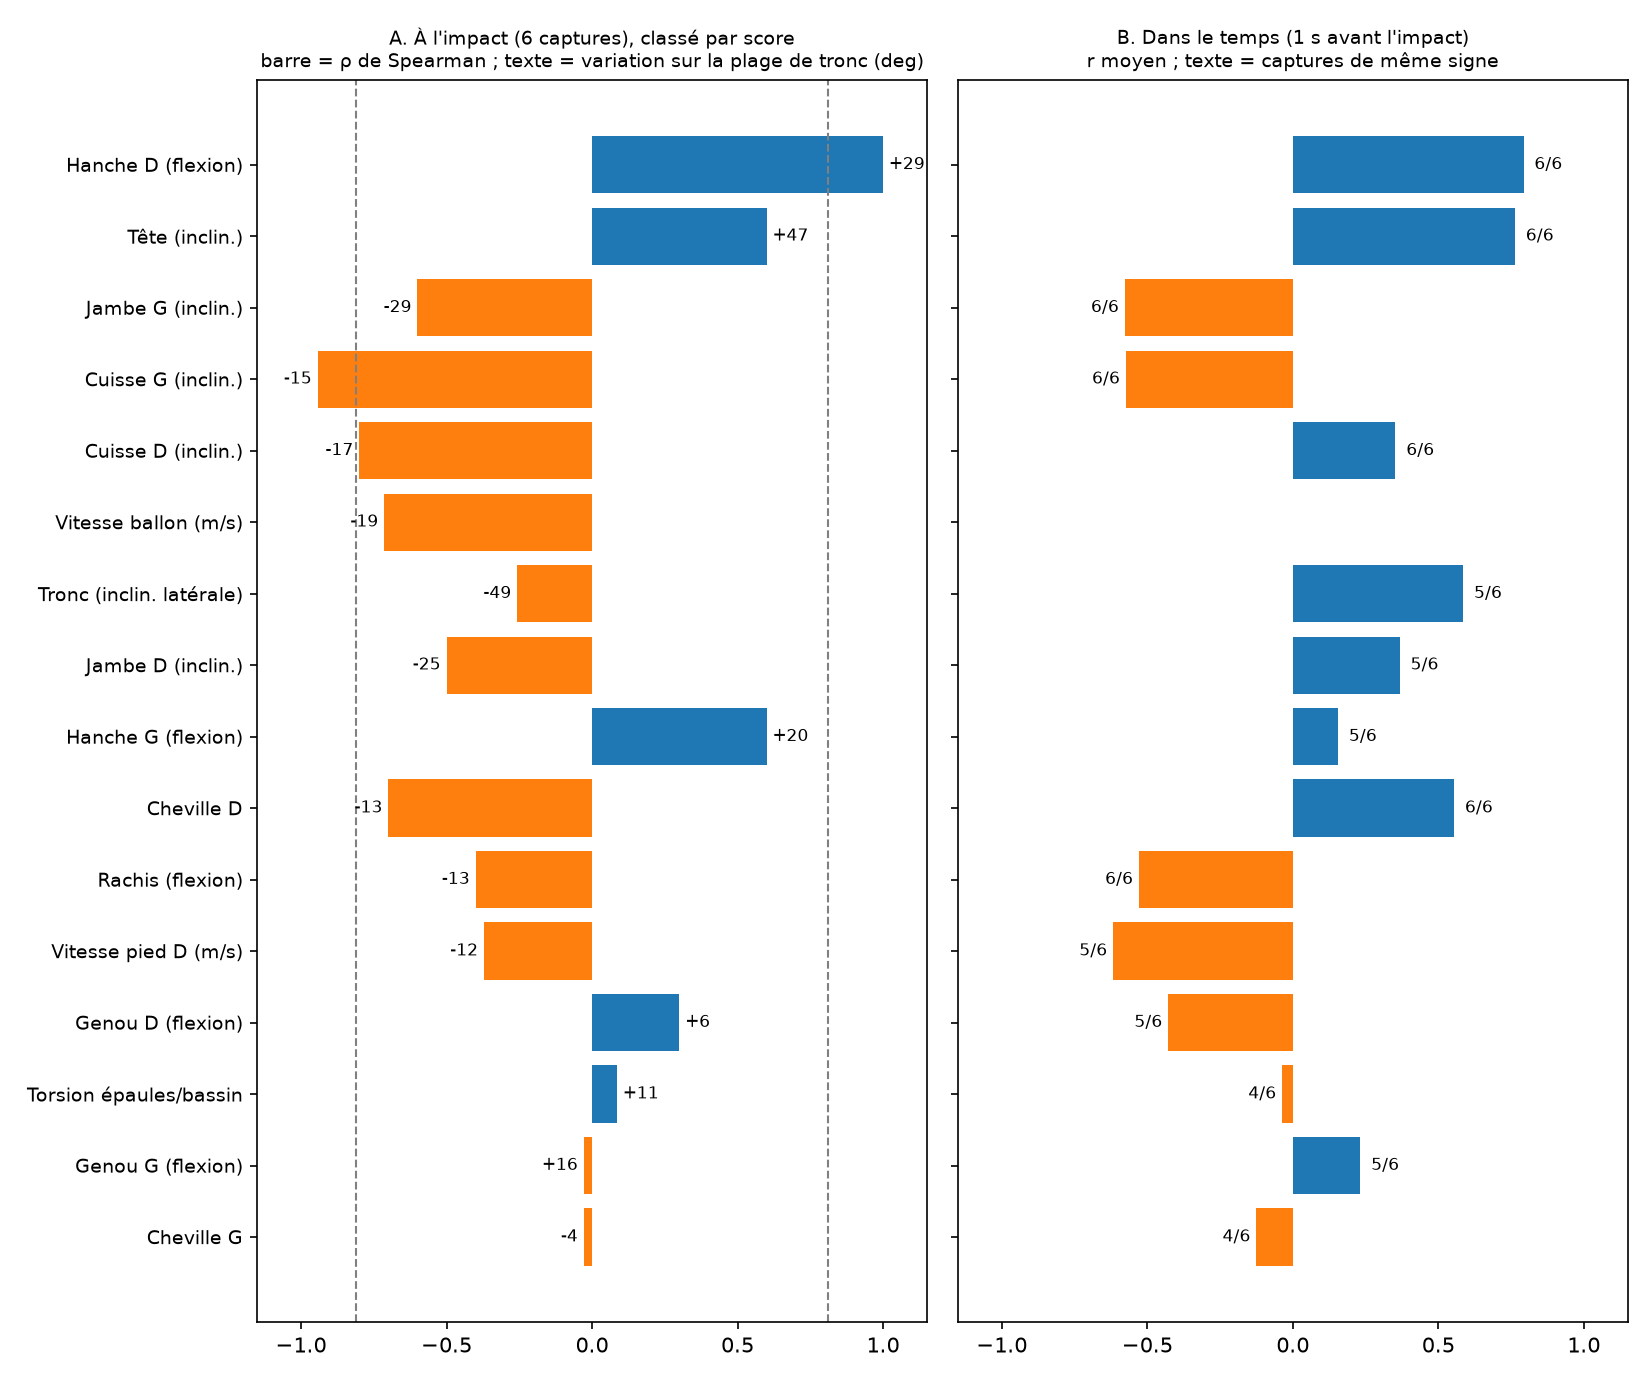 A. À l'impact (6 captures), classé par score
barre = ρ de Spearman ; texte = variation sur la plage de tronc (deg)
B. Dans le temps (1 s avant l'impact)
r moyen ; texte = captures de même signe
Hanche D (flexion) +29 6/6
Tête (inclin.) +47 6/6
Jambe G (inclin.) -29 6/6
Cuisse G (inclin.) -15 6/6
Cuisse D (inclin.) -17 6/6
Vitesse ballon (m/s) -19
Tronc (inclin. latérale) -49 5/6
Jambe D (inclin.) -25 5/6
Hanche G (flexion) +20 5/6
Cheville D -13 6/6
Rachis (flexion) -13 6/6
Vitesse pied D (m/s) -12 5/6
Genou D (flexion) +6 5/6
Torsion épaules/bassin +11 4/6
Genou G (flexion) +16 5/6
Cheville G -4 4/6
−1.0 −0.5 0.0 0.5 1.0 −1.0 −0.5 0.0 0.5 1.0